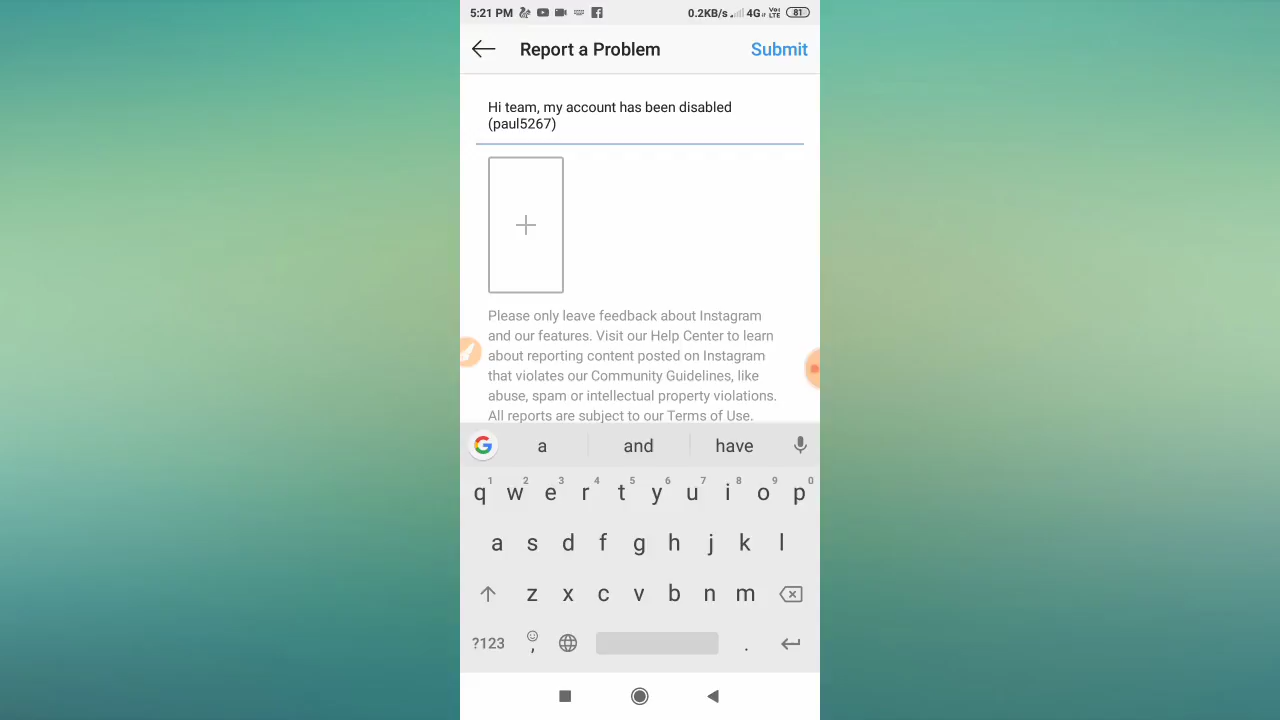 5:21 PM 0.2KB/s 4G Vo) LTE 81
Report a Problem Submit
Hi team, my account has been disabled
(paul5267)
Please only leave feedback about Instagram
and our features. Visit our Help Center to learn
about reporting content posted on Instagram
that violates our Community Guidelines, like
abuse, spam or intellectual property violations.
All reports are subject to our Terms of Use.
G a and have
1 2 3 4 5 6 7 8 9 0
q w e r t y u i o p
a s d f g h j k l
z x c v b n m
?123 , .